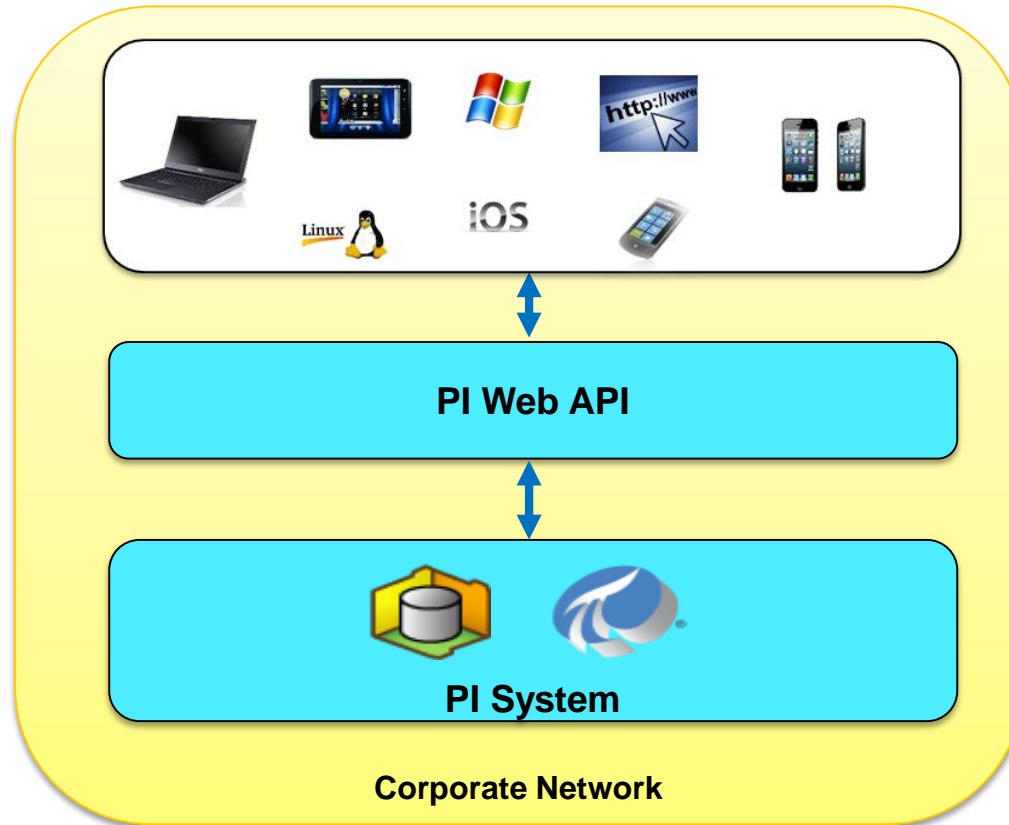 http://www
Linux
iOS
PI Web API
®
PI System
Corporate Network